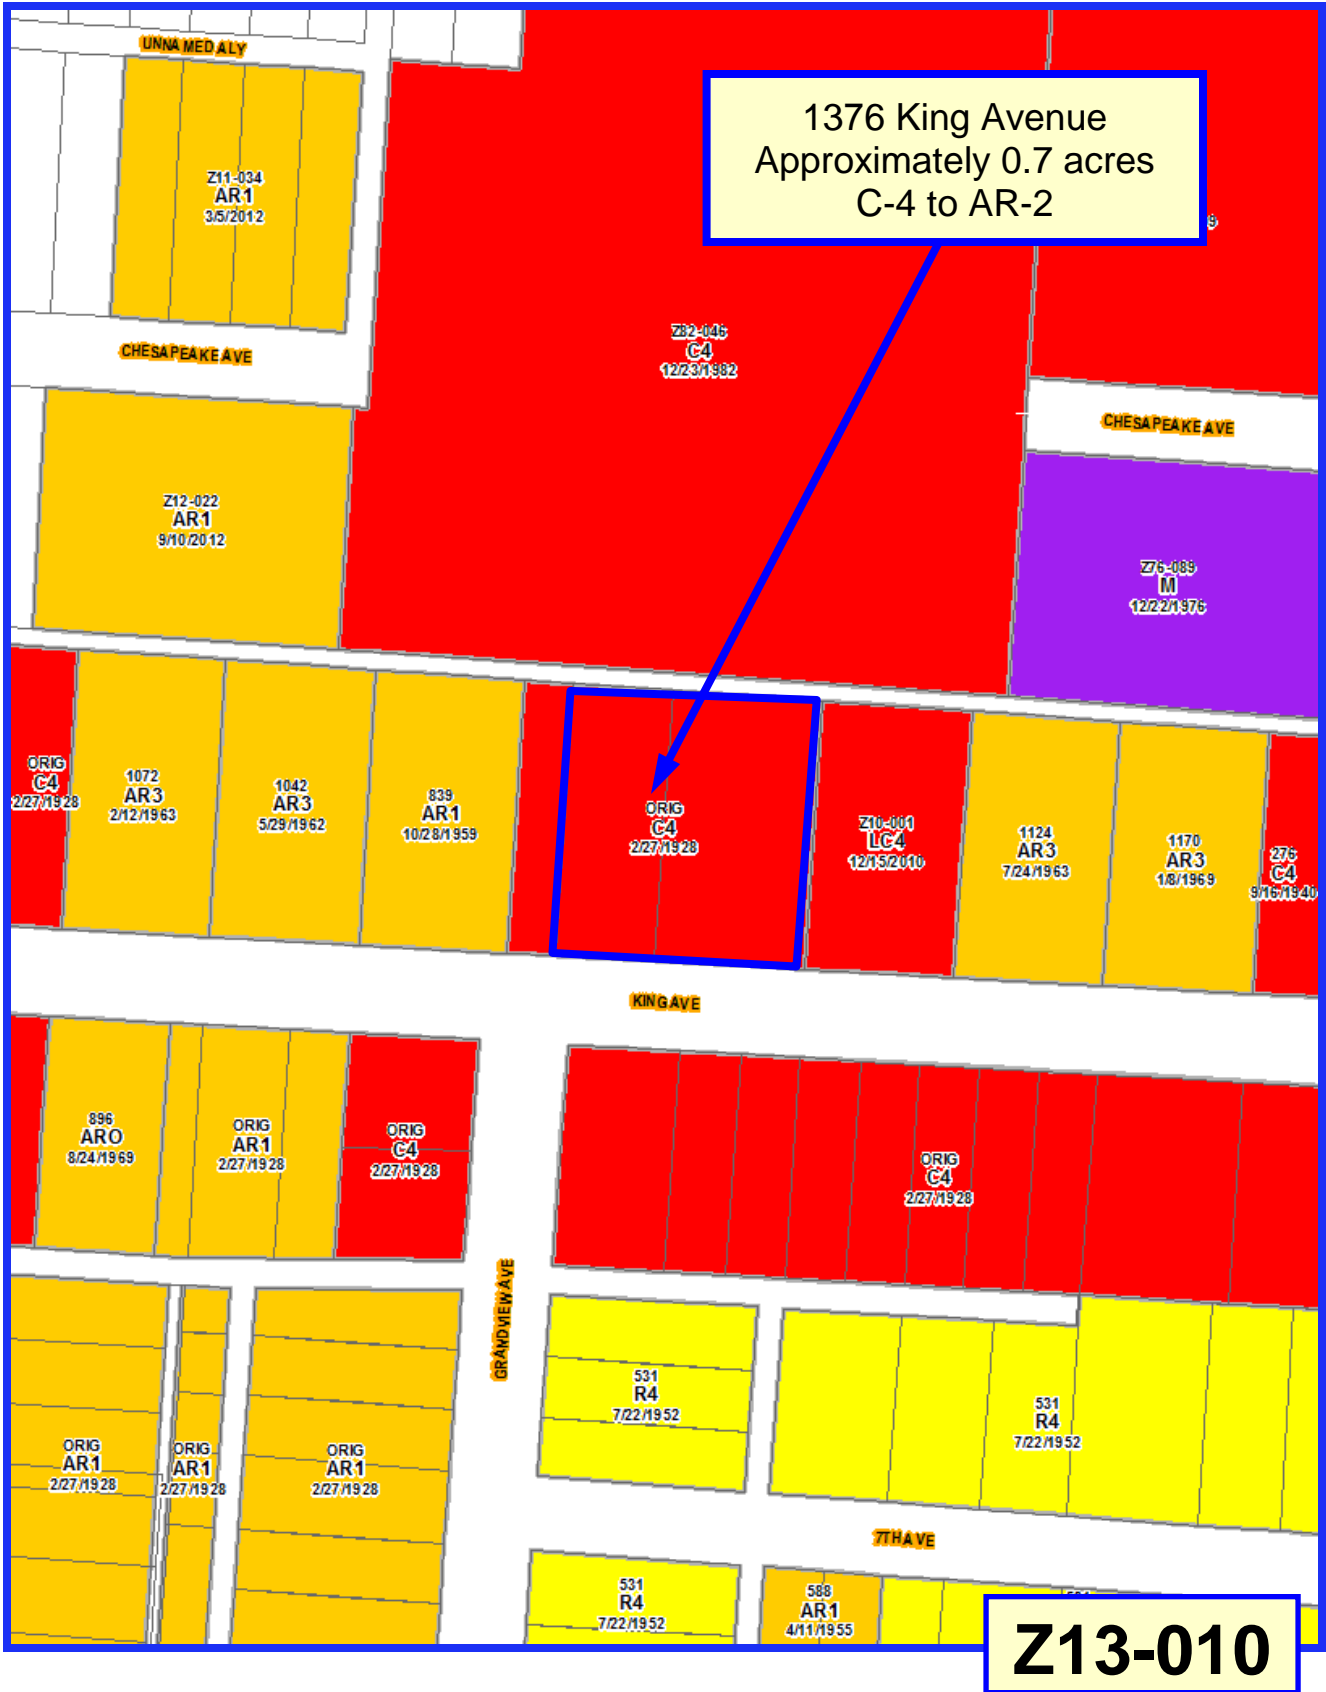 UNNAMED ALY
1376 King Avenue
Approximately 0.7 acres
C-4 to AR-2
9
Z11-034
AR1
3/5/2012
CHESAPEAKE AVE
Z82-046
C4
12/23/1982
CHESAPEAKE AVE
Z12-022
AR1
9/10/2012
Z76-089
M
12/22/1976
ORIG
C4
2/27/1928
1072
AR3
2/12/1963
1042
AR3
5/29/1962
839
AR1
10/28/1959
ORIG
C4
2/27/1928
Z10-001
LC4
12/15/2010
1124
AR3
7/24/1963
1170
AR3
1/8/1969
276
C4
9/16/1940
KING AVE
896
ARO
8/24/1969
ORIG
AR1
2/27/1928
ORIG
C4
2/27/1928
ORIG
C4
2/27/1928
GRANDVIEW AVE
531
R4
7/22/1952
531
R4
7/22/1952
ORIG
AR1
2/27/1928
ORIG
AR1
2/27/1928
ORIG
AR1
2/27/1928
7TH AVE
531
R4
7/22/1952
588
AR1
4/11/1955
Z13-010